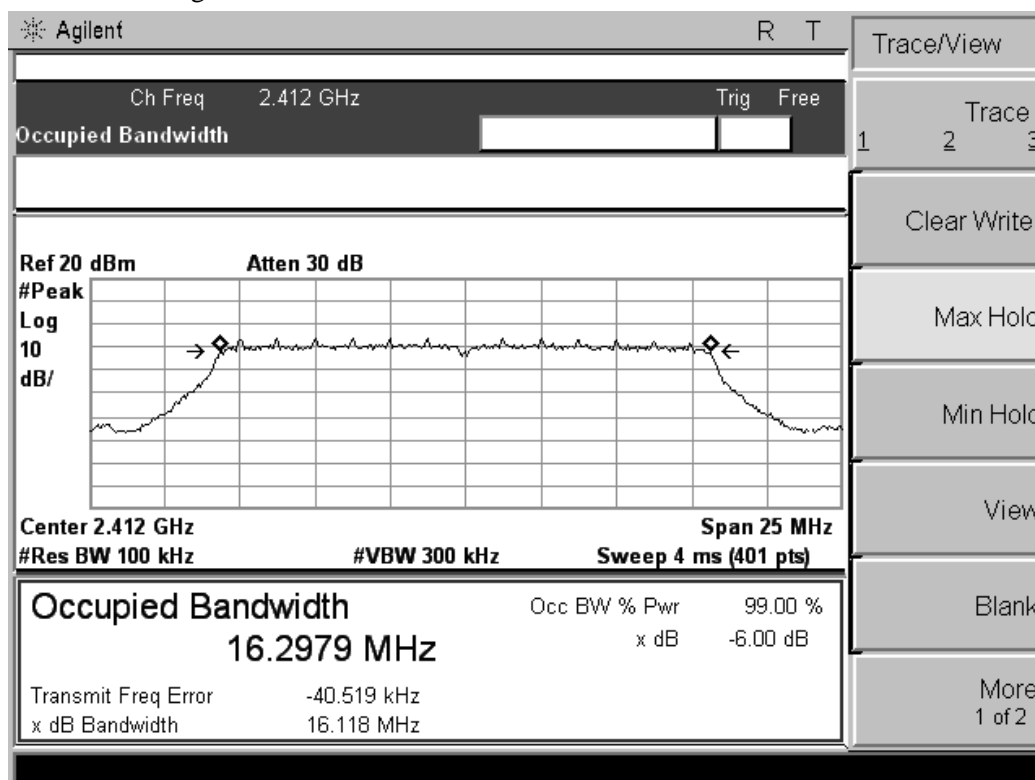 Agilent R T
Trace/View
Ch Freq 2.412 GHz Trig Free
Occupied Bandwidth
Trace
1 2 3
Clear Write
Max Hold
Min Hold
View
Blank
More
1 of 2
Ref 20 dBm Atten 30 dB
#Peak
Log
10
dB/
Center 2.412 GHz Span 25 MHz
#Res BW 100 kHz #VBW 300 kHz Sweep 4 ms (401 pts)
Occupied Bandwidth Occ BW % Pwr 99.00 %
16.2979 MHz x dB -6.00 dB
Transmit Freq Error -40.519 kHz
x dB Bandwidth 16.118 MHz